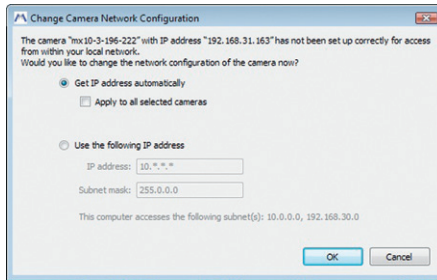 Change Camera Network Configuration
The camera "mx10-3-196-222" with IP address "192.168.31.163" has not been set up correctly for access
from within your local network.
Would you like to change the network configuration of the camera now?
Get IP address automatically
Apply to all selected cameras
Use the following IP address
IP address: 10.*.*.*
Subnet mask: 255.0.0.0
This computer accesses the following subnet(s): 10.0.0.0, 192.168.30.0
OK Cancel